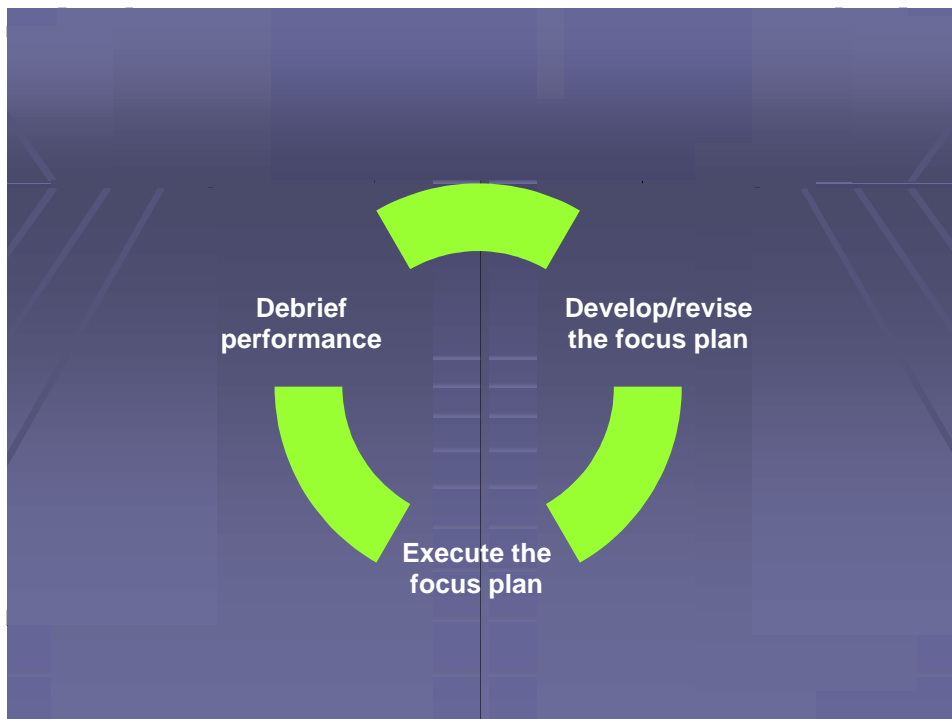 Debrief
performance
Develop/revise
the focus plan
Execute the
focus plan